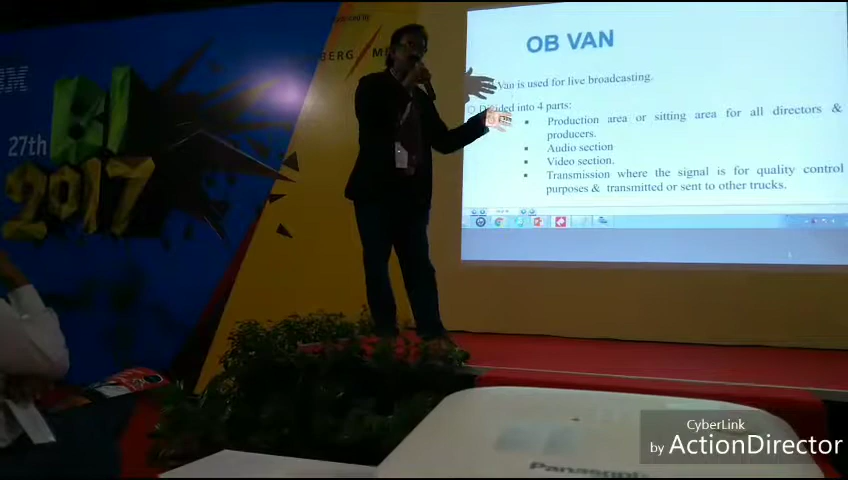 27th
2017
OB VAN
Van is used for live broadcasting.
Divided into 4 parts:
Production area or sitting area for all directors &
producers.
Audio section
Video section.
Transmission where the signal is for quality control
purposes & transmitted or sent to other trucks.
Panasonic
CyberLink
by ActionDirector